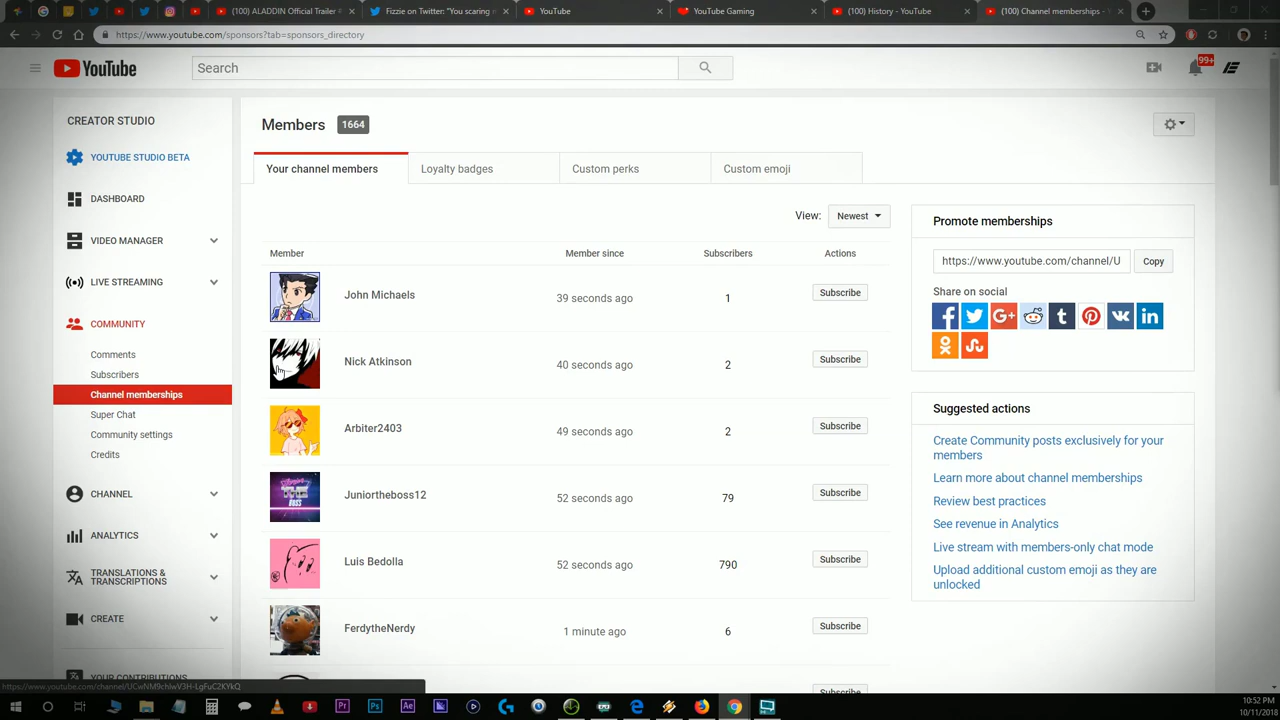 (100) ALADDIN Official Trailer #
Fizzie on Twitter: "You scaring m
YouTube
YouTube Gaming
(100) History - YouTube
(100) Channel memberships - Y
https://www.youtube.com/sponsors?tab=sponsors_directory
YouTube
Search
99+
CREATOR STUDIO
YOUTUBE STUDIO BETA
DASHBOARD
VIDEO MANAGER
LIVE STREAMING
COMMUNITY
Comments
Subscribers
Channel memberships
Super Chat
Community settings
Credits
CHANNEL
ANALYTICS
TRANSLATIONS &
TRANSCRIPTIONS
CREATE
YOUR CONTRIBUTIONS
Members 1664
Your channel members
Loyalty badges
Custom perks
Custom emoji
View: Newest
Member Member since Subscribers Actions
John Michaels 39 seconds ago 1 Subscribe
Nick Atkinson 40 seconds ago 2 Subscribe
Arbiter2403 49 seconds ago 2 Subscribe
Juniortheboss12 52 seconds ago 79 Subscribe
Luis Bedolla 52 seconds ago 790 Subscribe
FerdytheNerdy 1 minute ago 6 Subscribe
Subscribe
Promote memberships
https://www.youtube.com/channel/U Copy
Share on social
Suggested actions
Create Community posts exclusively for your
members
Learn more about channel memberships
Review best practices
See revenue in Analytics
Live stream with members-only chat mode
Upload additional custom emoji as they are
unlocked
10:52 PM
10/11/2018